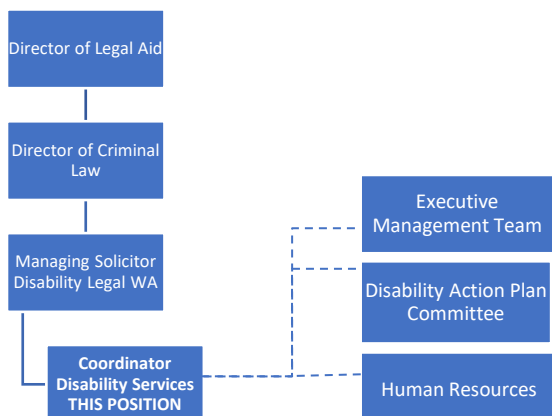 Director of Legal Aid
Director of Criminal
Law
Managing Solicitor
Disability Legal WA
Coordinator
Disability Services
THIS POSITION
Executive
Management Team
Disability Action Plan
Committee
Human Resources